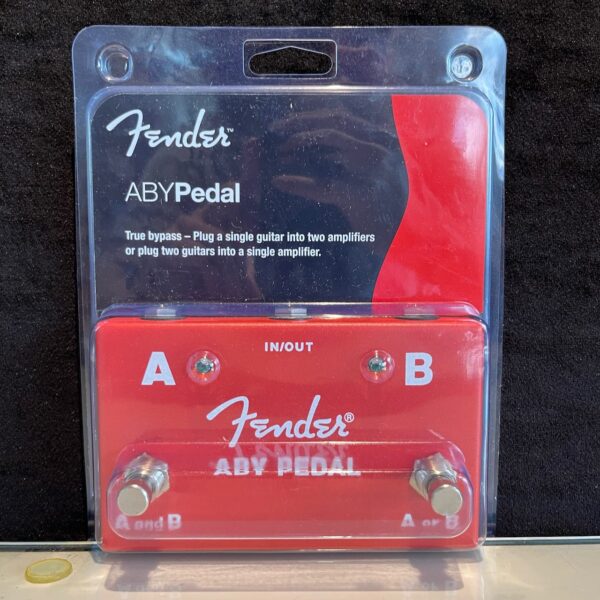 Fender™
ABYPedal
True bypass – Plug a single guitar into two amplifiers
or plug two guitars into a single amplifier.
IN/OUT
A B
Fender®
ABY PEDAL
A and B A or B